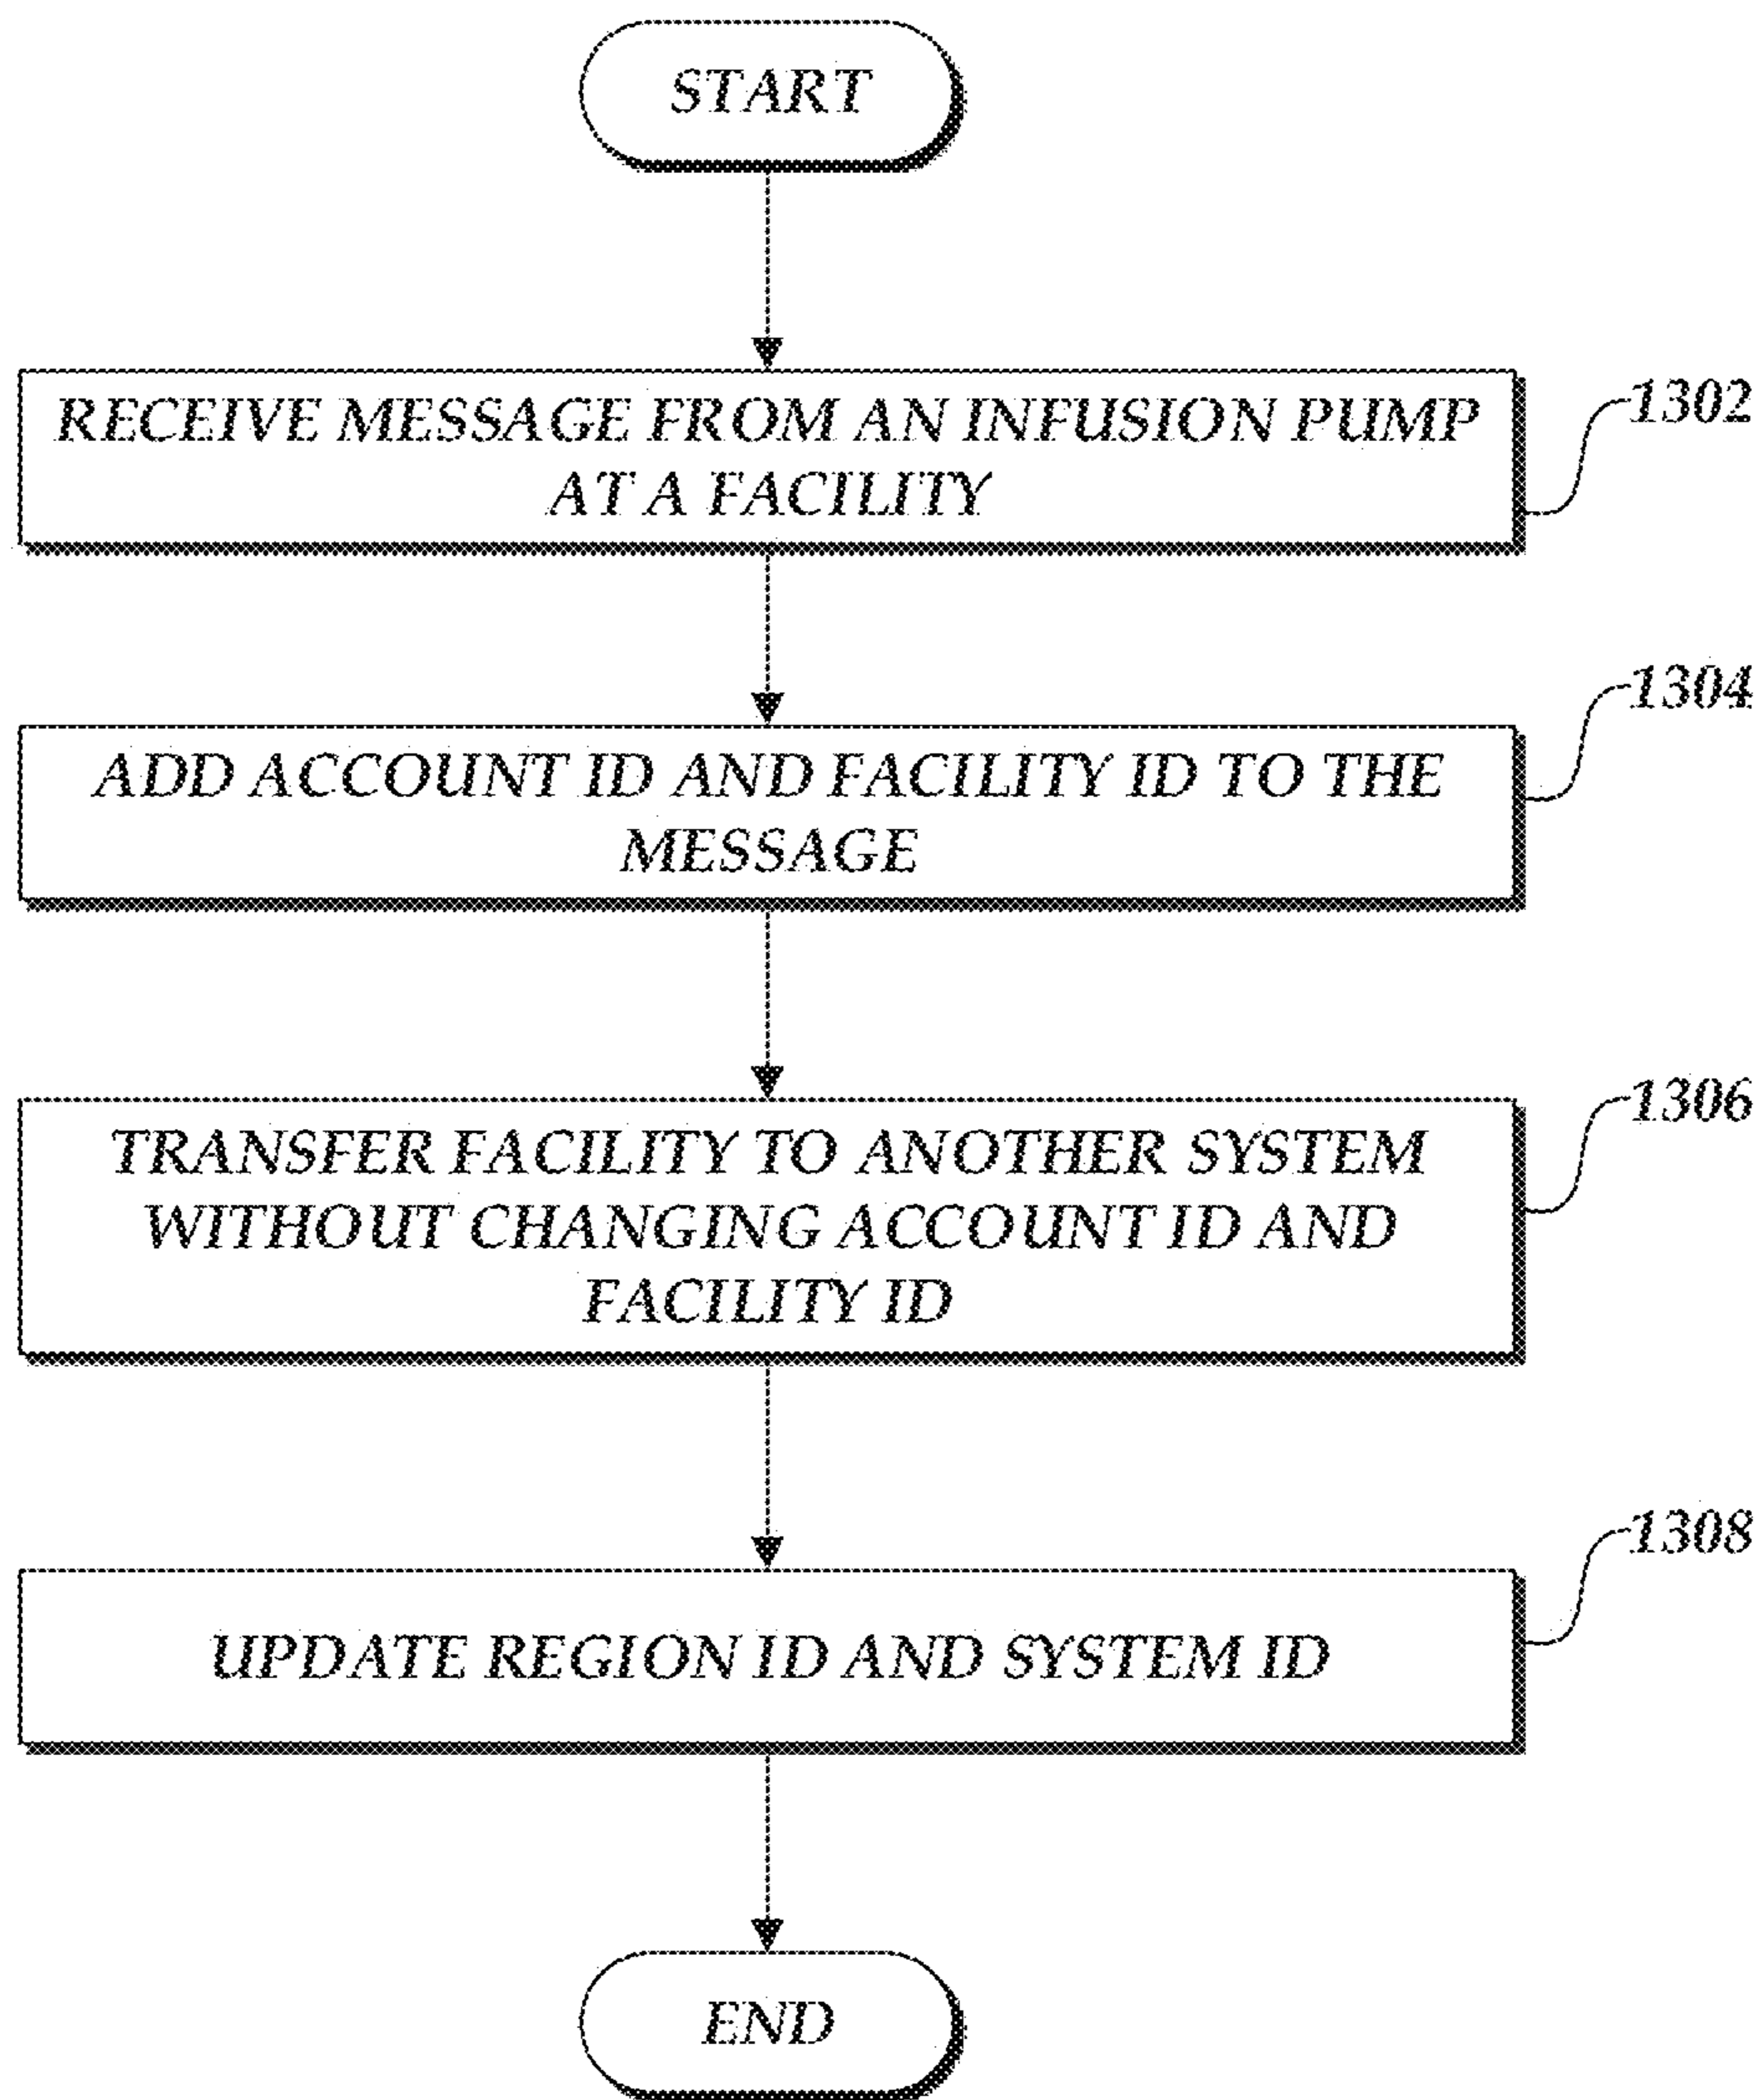 START
RECEIVE MESSAGE FROM AN INFUSION PUMP
AT A FACILITY
1302
ADD ACCOUNT ID AND FACILITY ID TO THE
MESSAGE
1304
TRANSFER FACILITY TO ANOTHER SYSTEM
WITHOUT CHANGING ACCOUNT ID AND
FACILITY ID
1306
UPDATE REGION ID AND SYSTEM ID
1308
END